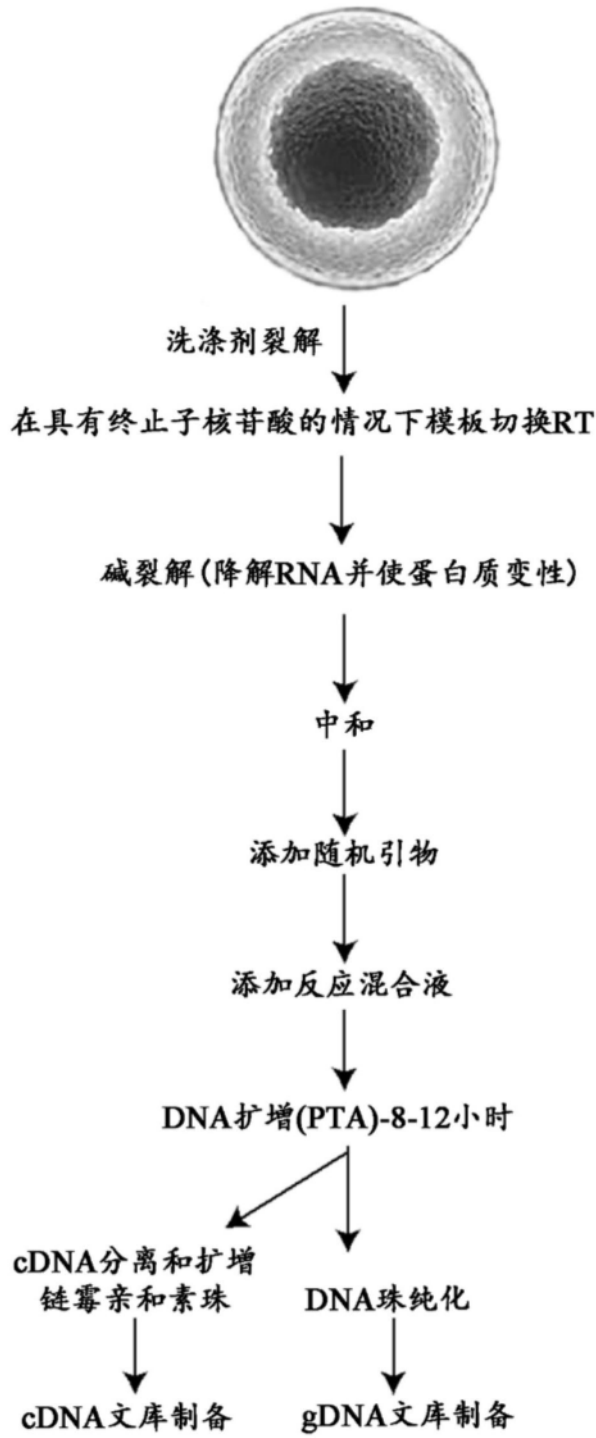 洗涤剂裂解
在具有终止子核苷酸的情况下模板切换RT
碱裂解(降解RNA并使蛋白质变性)
中和
添加随机引物
添加反应混合液
DNA扩增(PTA)-8-12小时
cDNA分离和扩增
链霉亲和素珠
DNA珠纯化
cDNA文库制备
gDNA文库制备